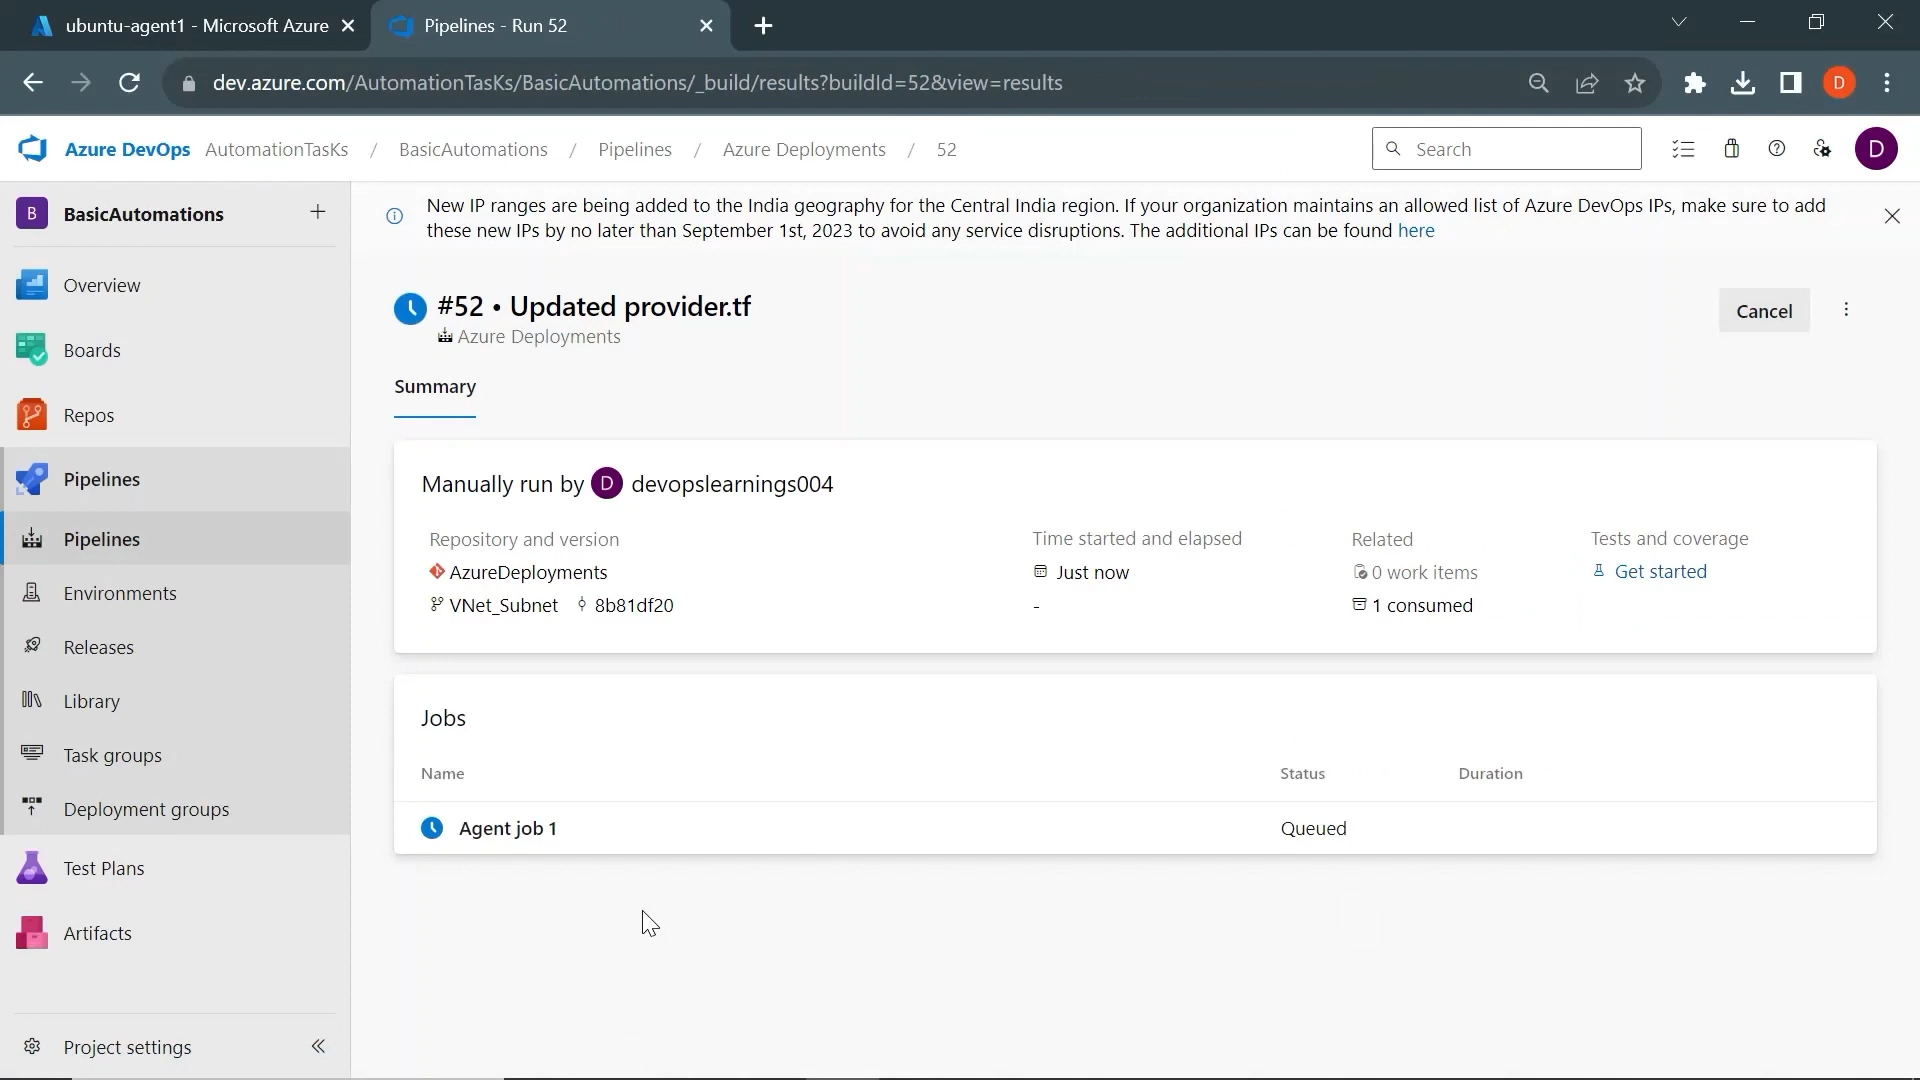 ubuntu-agent1 - Microsoft Azure
Pipelines - Run 52
dev.azure.com/AutomationTasKs/BasicAutomations/_build/results?buildId=52&view=results
D
Azure DevOps AutomationTasKs / BasicAutomations / Pipelines / Azure Deployments / 52
Search
D
B BasicAutomations
New IP ranges are being added to the India geography for the Central India region. If your organization maintains an allowed list of Azure DevOps IPs, make sure to add
these new IPs by no later than September 1st, 2023 to avoid any service disruptions. The additional IPs can be found here
Overview
Boards
Repos
Pipelines
Pipelines
Environments
Releases
Library
Task groups
Deployment groups
Test Plans
Artifacts
Project settings
#52 • Updated provider.tf
Azure Deployments
Cancel
Summary
Manually run by D devopslearnings004
Repository and version
AzureDeployments
VNet_Subnet 8b81df20
Time started and elapsed
Just now
-
Related
0 work items
1 consumed
Tests and coverage
Get started
Jobs
Name Status Duration
Agent job 1 Queued